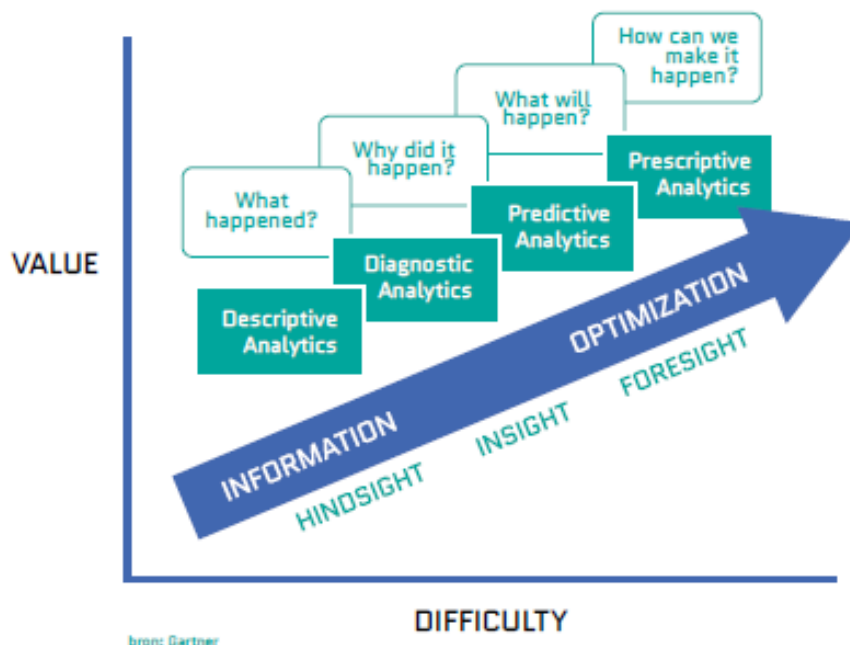 How can we
make it
happen?
What will
happen?
Why did it
happen?
What
happened?
Prescriptive
Analytics
Predictive
Analytics
Diagnostic
Analytics
Descriptive
Analytics
VALUE
INFORMATION
OPTIMIZATION
HINDSIGHT
INSIGHT
FORESIGHT
DIFFICULTY
bron: Gartner